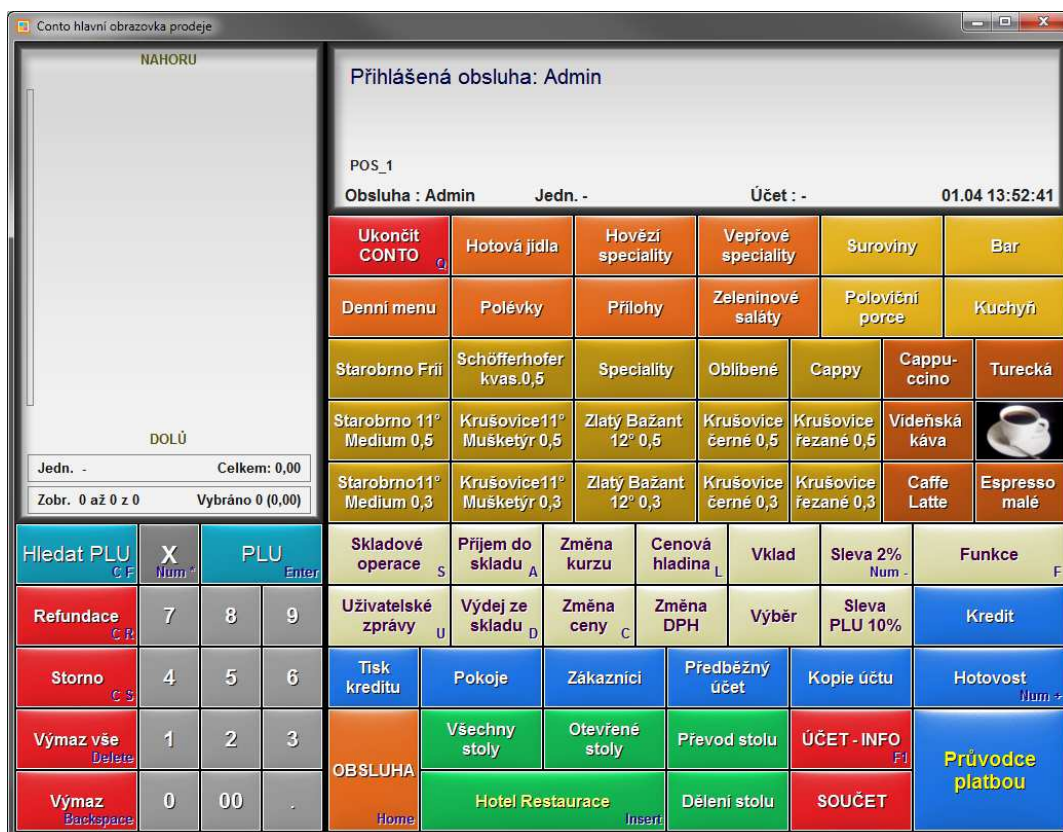 Conto hlavní obrazovka prodeje
NAHORU
DOLŮ
Jedn. - Celkem: 0,00
Zobr. 0 až 0 z 0 Vybráno 0 (0,00)
Přihlášená obsluha: Admin
POS_1
Obsluha : Admin Jedn. - Účet : - 01.04 13:52:41
Ukončit
CONTO Q
Hotová jídla
Hovězí
speciality
Vepřové
speciality
Suroviny
Bar
Denní menu
Polévky
Přílohy
Zeleninové
saláty
Poloviční
porce
Kuchyň
Starobrno Frii
Schöfferhofer
kvas.0,5
Speciality
Oblíbené
Cappy
Cappu-
ccino
Turecká
Starobrno 11°
Medium 0,5
Krušovice11°
Mušketýr 0,5
Zlatý Bažant
12° 0,5
Krušovice
černé 0,5
Krušovice
řezané 0,5
Vídeňská
káva
Starobrno11°
Medium 0,3
Krušovice11°
Mušketýr 0,3
Zlatý Bažant
12° 0,3
Krušovice
černé 0,3
Krušovice
řezané 0,3
Caffe
Latte
Espresso
malé
Hledat PLU
C F
X
Num *
PLU
Enter
Skladové
operace S
Příjem do
skladu A
Změna
kurzu
Cenová
hladina L
Vklad
Sleva 2%
Num -
Funkce
F
Refundace
C R
7
8
9
Uživatelské
zprávy U
Výdej ze
skladu D
Změna
ceny C
Změna
DPH
Výběr
Sleva
PLU 10%
Kredit
Storno
C S
4
5
6
Tisk
kreditu
Pokoje
Zákazníci
Předběžný
účet
Kopie účtu
Hotovost
Num +
Výmaz vše
Delete
1
2
3
OBSLUHA
Home
Všechny
stoly
Otevřené
stoly
Převod stolu
ÚČET - INFO
F1
Průvodce
platbou
Výmaz
Backspace
0
00
.
Hotel Restaurace
Insert
Dělení stolu
SOUČET